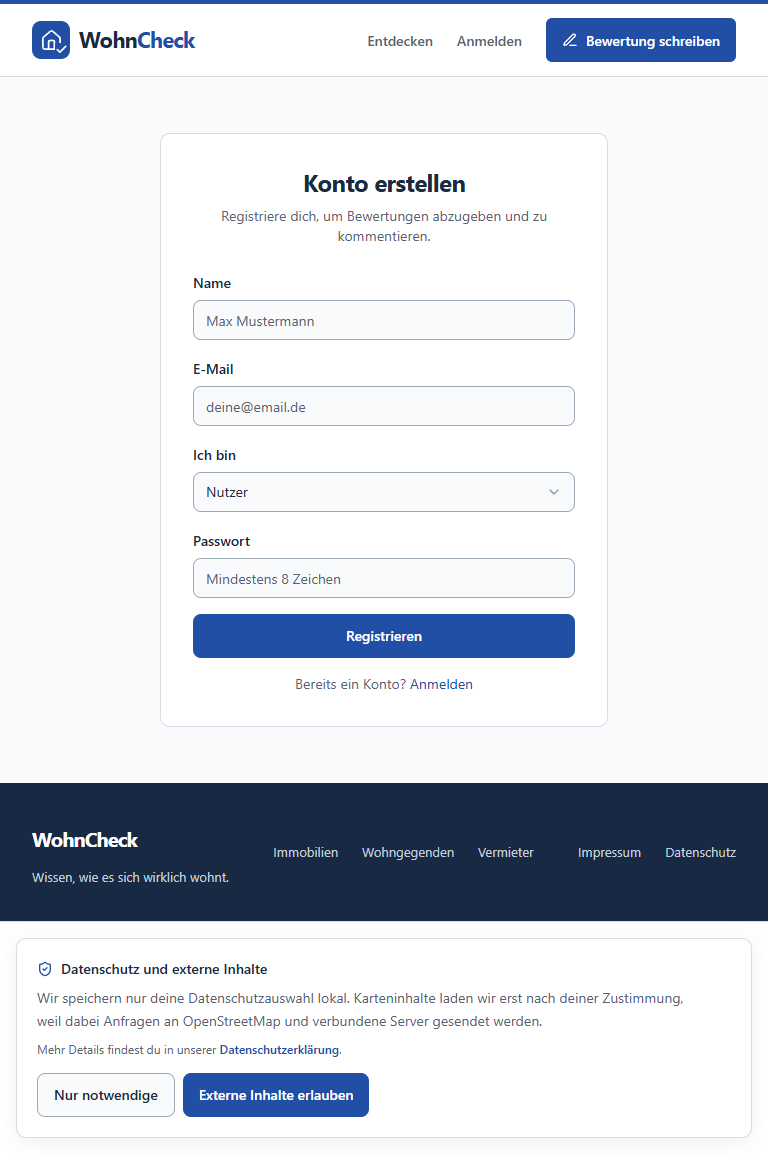 WohnCheck
Entdecken
Anmelden
Bewertung schreiben
Konto erstellen
Registriere dich, um Bewertungen abzugeben und zu
kommentieren.
Name
Max Mustermann
E-Mail
deine@email.de
Ich bin
Nutzer
Passwort
Mindestens 8 Zeichen
Registrieren
Bereits ein Konto? Anmelden
WohnCheck
Wissen, wie es sich wirklich wohnt.
Immobilien
Wohngegenden
Vermieter
Impressum
Datenschutz
Datenschutz und externe Inhalte
Wir speichern nur deine Datenschutzauswahl lokal. Karteninhalte laden wir erst nach deiner Zustimmung,
weil dabei Anfragen an OpenStreetMap und verbundene Server gesendet werden.
Mehr Details findest du in unserer Datenschutzerklärung.
Nur notwendige
Externe Inhalte erlauben